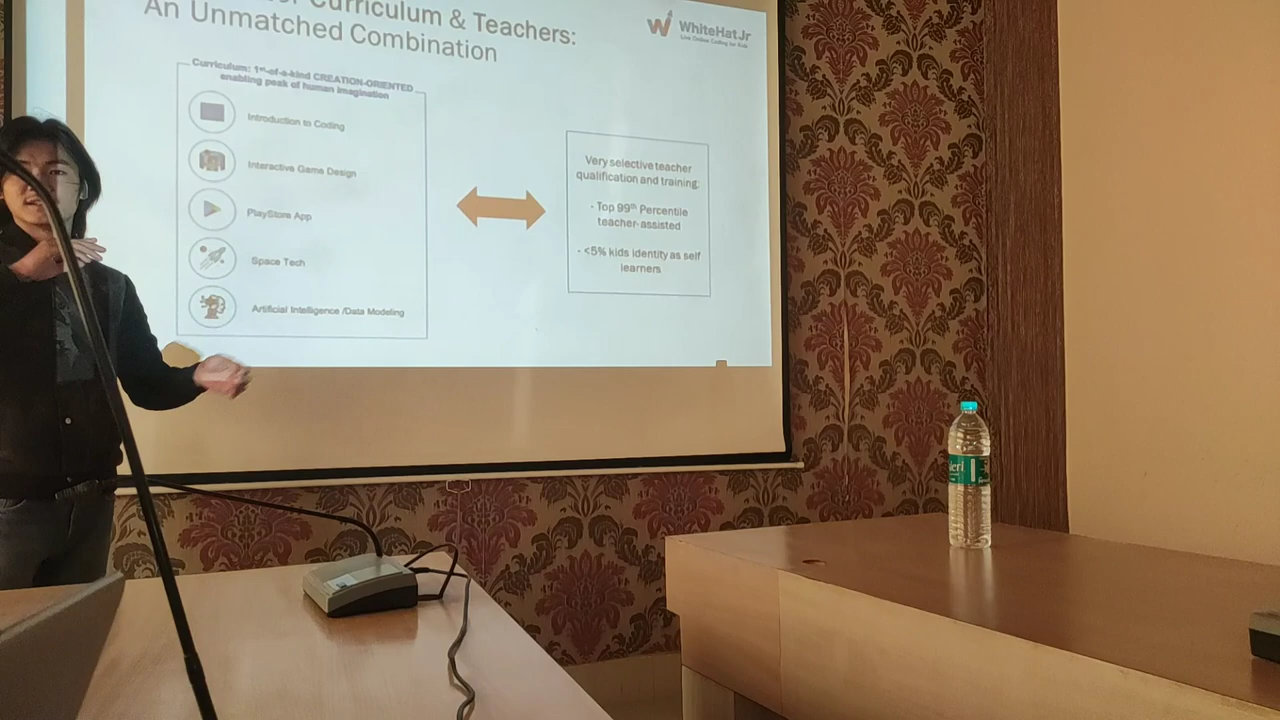 Curriculum & Teachers:
An Unmatched Combination
WhiteHat Jr
Live Online Coding for Kids
Curriculum: 1st-of-a-kind CREATION-ORIENTED
enabling peak of human imagination
Introduction to Coding
Interactive Game Design
PlayStore App
Space Tech
Artificial Intelligence /Data Modeling
Very selective teacher
qualification and training:
- Top 99th Percentile
teacher-assisted
- <5% kids identity as self
learners